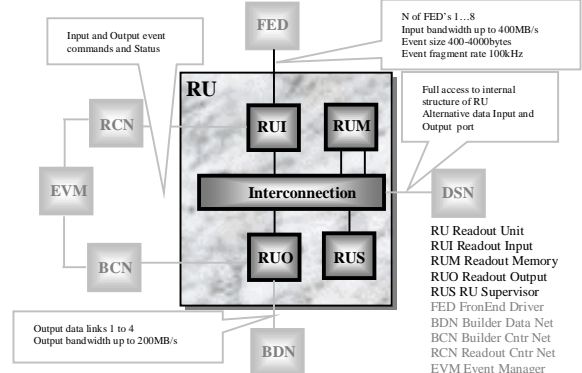 FED
N of FED's 1…8
Input bandwidth up to 400MB/s
Event size 400-4000bytes
Event fragment rate 100kHz
Input and Output event
commands and Status
RU
Full access to internal
structure of RU
Alternative data Input and
Output port
RCN
RUI
RUM
EVM
Interconnection
DSN
BCN
RUO
RUS
RU Readout Unit
RUI Readout Input
RUM Readout Memory
RUO Readout Output
RUS RU Supervisor
FED FronEnd Driver
BDN Builder Data Net
BCN Builder Cntr Net
RCN Readout Cntr Net
EVM Event Manager
Output data links 1 to 4
Output bandwidth up to 200MB/s
BDN